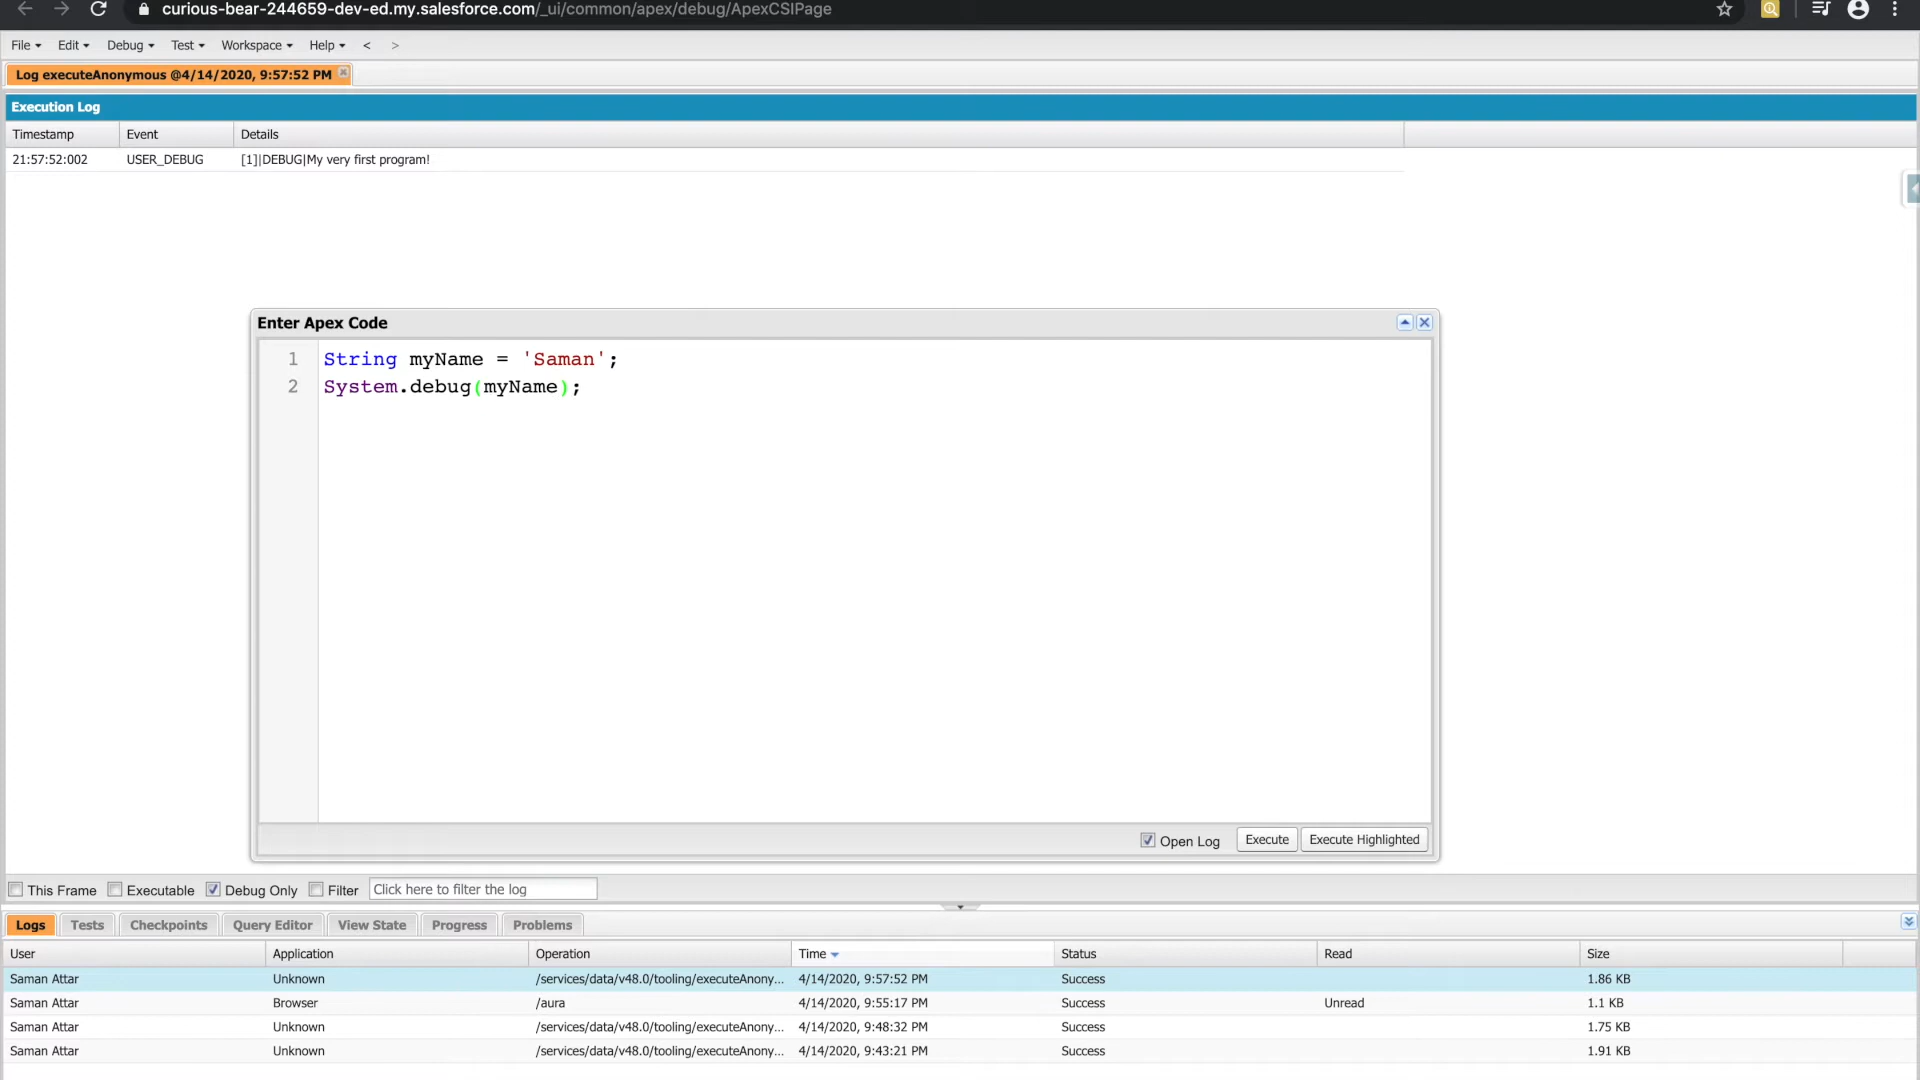 curious-bear-244659-dev-ed.my.salesforce.com/_ui/common/apex/debug/ApexCSIPage
File Edit Debug Test Workspace Help < >
Log executeAnonymous @4/14/2020, 9:57:52 PM
Execution Log
Timestamp Event Details
21:57:52:002 USER_DEBUG [1]|DEBUG|My very first program!
Enter Apex Code
1 String myName = 'Saman';
2 System.debug(myName);
Open Log Execute Execute Highlighted
This Frame Executable Debug Only Filter Click here to filter the log
Logs Tests Checkpoints Query Editor View State Progress Problems
User Application Operation Time Status Read Size
Saman Attar Unknown /services/data/v48.0/tooling/executeAnony... 4/14/2020, 9:57:52 PM Success 1.86 KB
Saman Attar Browser /aura 4/14/2020, 9:55:17 PM Success Unread 1.1 KB
Saman Attar Unknown /services/data/v48.0/tooling/executeAnony... 4/14/2020, 9:48:32 PM Success 1.75 KB
Saman Attar Unknown /services/data/v48.0/tooling/executeAnony... 4/14/2020, 9:43:21 PM Success 1.91 KB